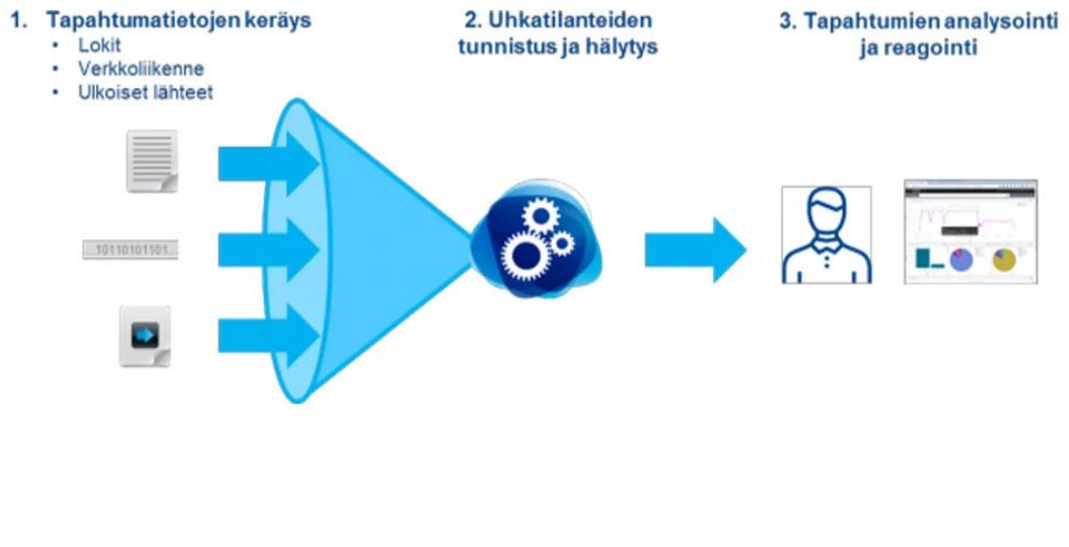 1. Tapahtumatietojen keräys
• Lokit
• Verkkoliikenne
• Ulkoiset lähteet
2. Uhkatilanteiden
tunnistus ja hälytys
3. Tapahtumien analysointi
ja reagointi
10110101101